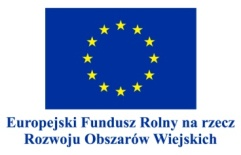 Europejski Fundusz Rolny na rzecz
Rozwoju Obszarów Wiejskich